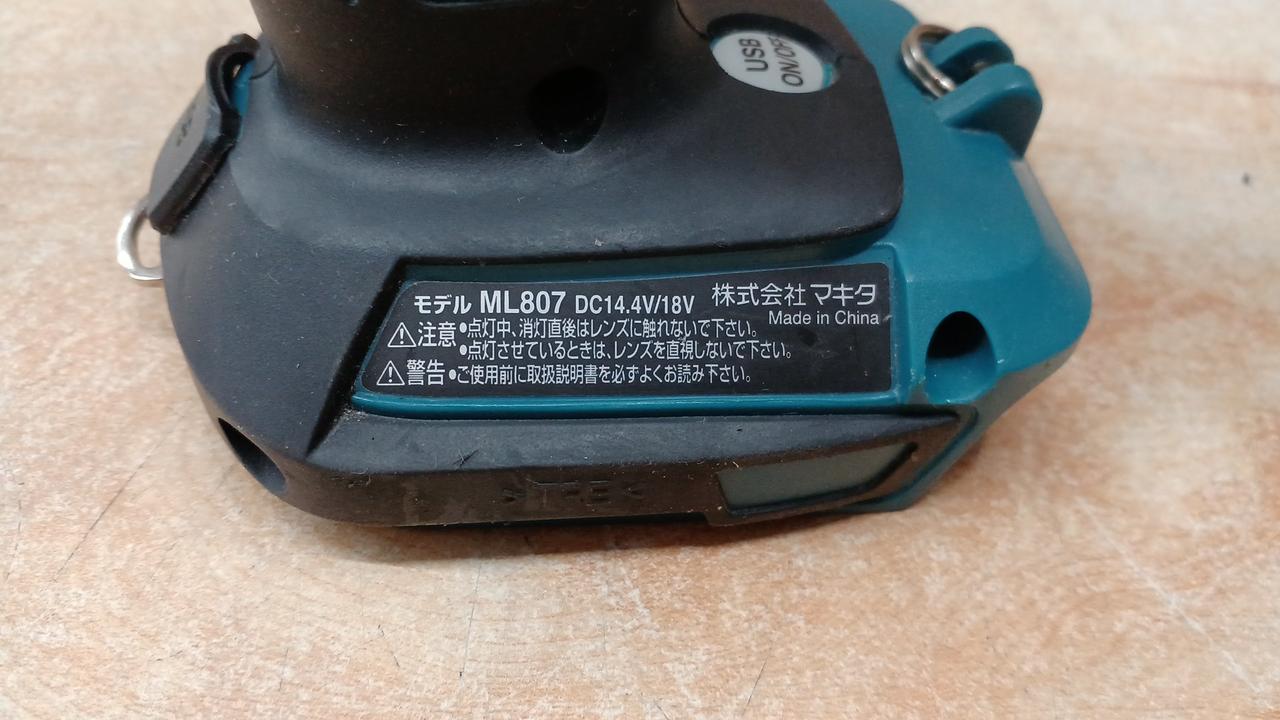 USB
ON/OFF
モデル ML807 DC14.4V/18V 株式会社マキタ
Made in China
⚠注意 •点灯中、消灯直後はレンズに触れないで下さい。
•点灯させているときは、レンズを直視しないで下さい。
⚠警告 •ご使用前に取扱説明書を必ずよくお読み下さい。
>TPE<